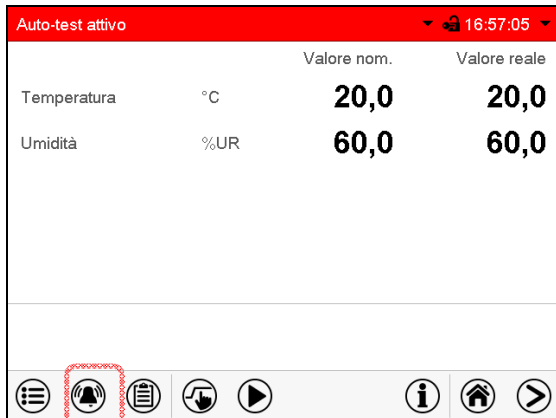 Auto-test attivo 16:57:05
Valore nom. Valore reale
Temperatura °C 20,0 20,0
Umidità %UR 60,0 60,0